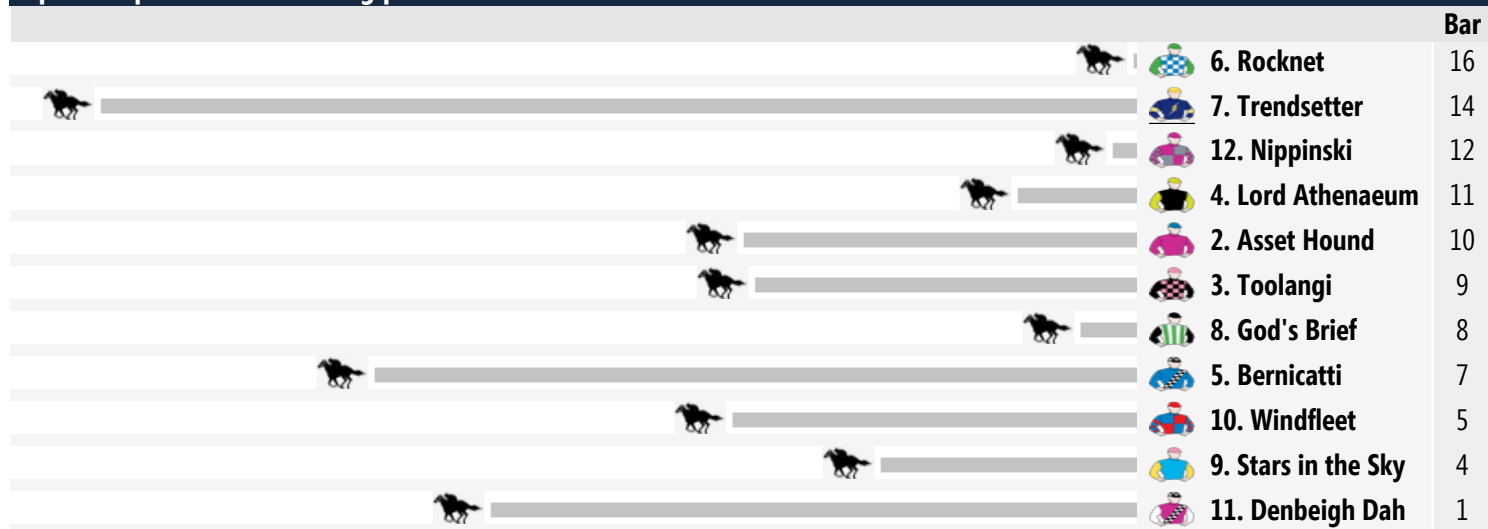 Bar
6. Rocknet 16
7. Trendsetter 14
12. Nippinski 12
4. Lord Athenaeum 11
2. Asset Hound 10
3. Toolangi 9
8. God's Brief 8
5. Bernicatti 7
10. Windfleet 5
9. Stars in the Sky 4
11. Denbeigh Dah 1